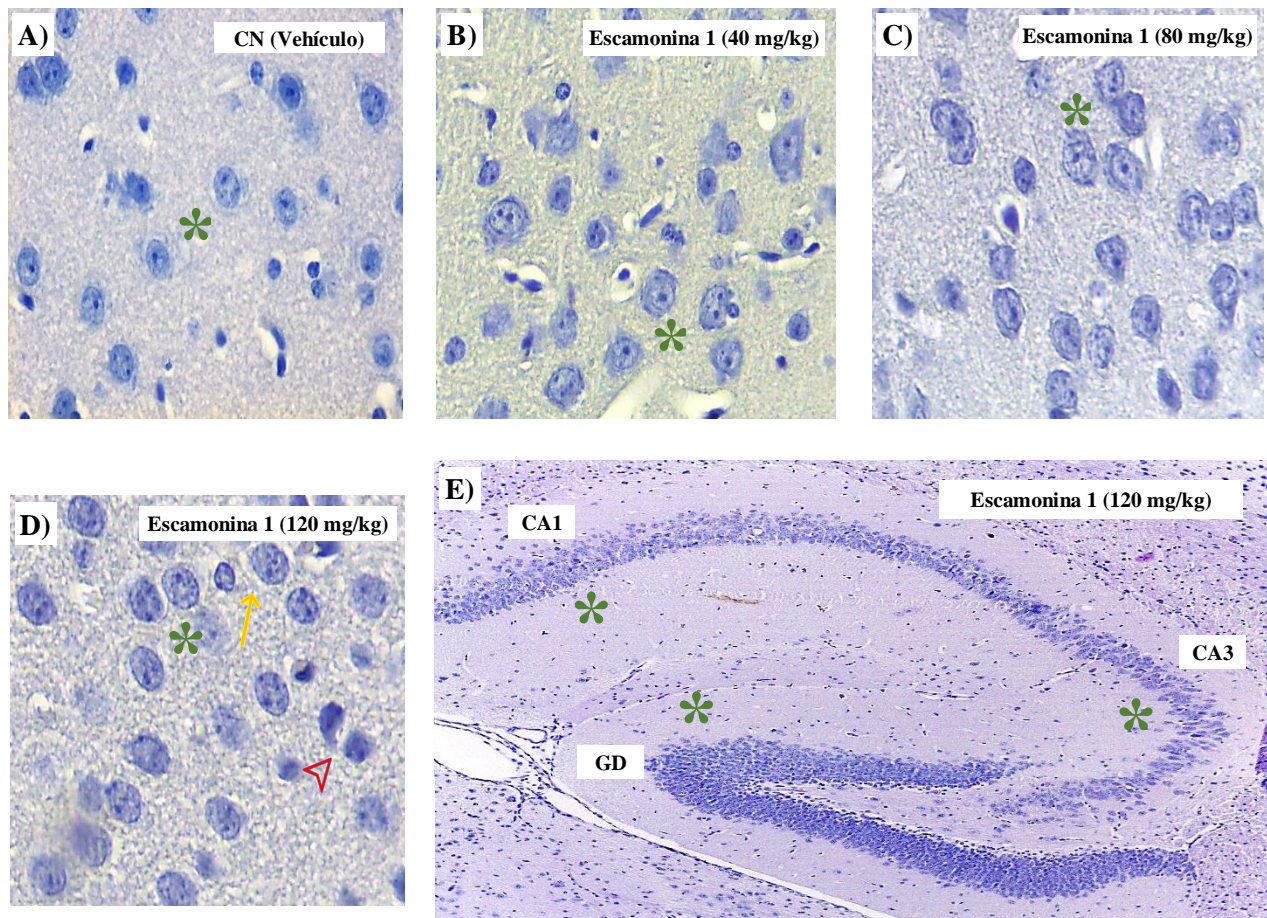 A)
CN (Vehículo)
B)
Escamonina 1 (40 mg/kg)
C)
Escamonina 1 (80 mg/kg)
D)
Escamonina 1 (120 mg/kg)
E)
Escamonina 1 (120 mg/kg)
CA1
CA3
GD